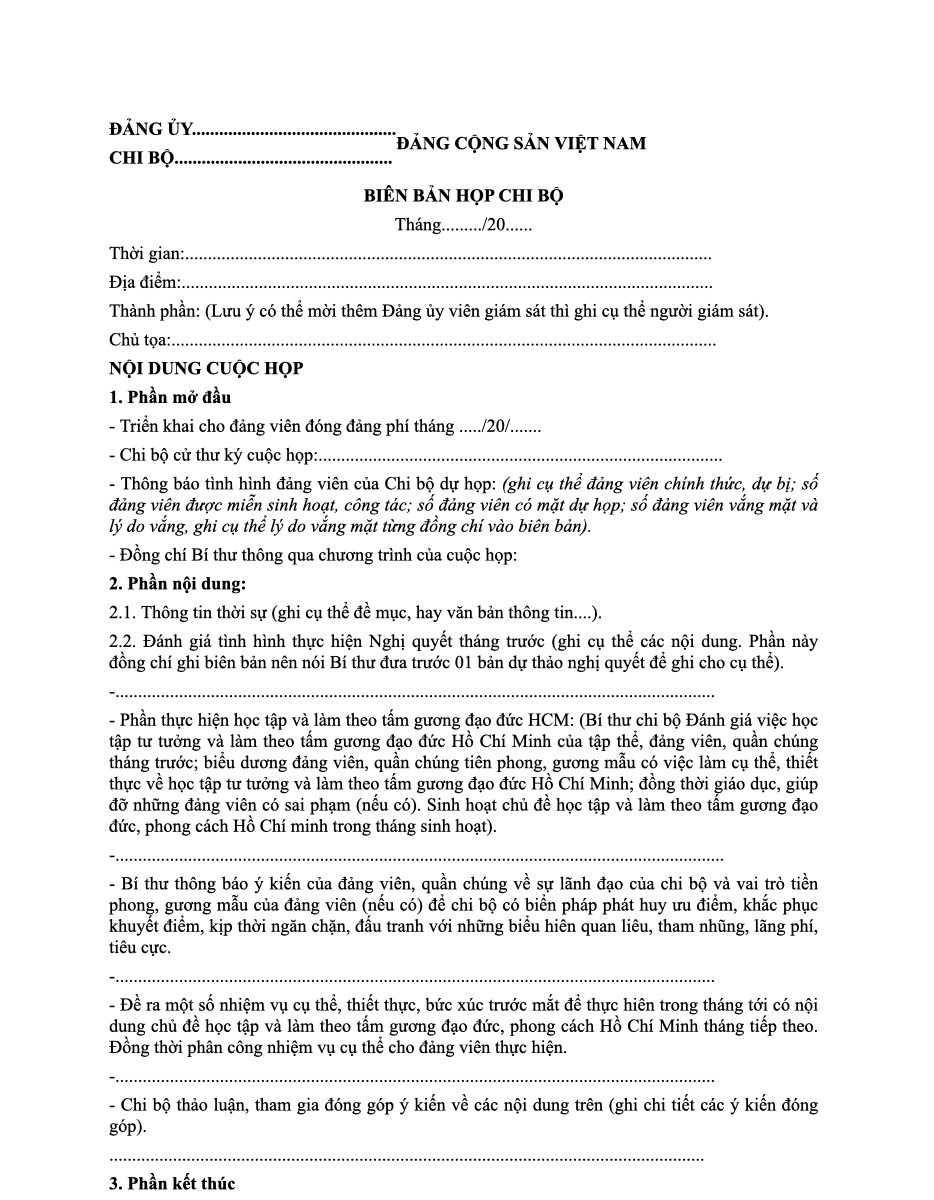 ĐẢNG ỦY.............................................
ĐẢNG CỘNG SẢN VIỆT NAM
CHI BỘ................................................
BIÊN BẢN HỌP CHI BỘ
Tháng........./20......
Thời gian:.....................................................................................................................
Địa điểm:......................................................................................................................
Thành phần: (Lưu ý có thể mời thêm Đảng ủy viên giám sát thì ghi cụ thể người giám sát).
Chủ tọa:.........................................................................................................................
NỘI DUNG CUỘC HỌP
1. Phần mở đầu
- Triển khai cho đảng viên đóng đảng phí tháng ...../20/.......
- Chi bộ cử thư ký cuộc họp:..........................................................................................
- Thông báo tình hình đảng viên của Chi bộ dự họp: (ghi cụ thể đảng viên chính thức, dự bị; số
đảng viên được miễn sinh hoạt, công tác; số đảng viên có mặt dự họp; số đảng viên vắng mặt và
lý do vắng, ghi cụ thể lý do vắng mặt từng đồng chí vào biên bản).
- Đồng chí Bí thư thông qua chương trình của cuộc họp:
2. Phần nội dung:
2.1. Thông tin thời sự (ghi cụ thể đề mục, hay văn bản thông tin....).
2.2. Đánh giá tình hình thực hiện Nghị quyết tháng trước (ghi cụ thể các nội dung. Phần này
đồng chí ghi biên bản nên nói Bí thư đưa trước 01 bản dự thảo nghị quyết để ghi cho cụ thể).
-.....................................................................................................................................
- Phần thực hiện học tập và làm theo tấm gương đạo đức HCM: (Bí thư chi bộ Đánh giá việc học
tập tư tưởng và làm theo tấm gương đạo đức Hồ Chí Minh của tập thể, đảng viên, quần chúng
tháng trước; biểu dương đảng viên, quần chúng tiên phong, gương mẫu có việc làm cụ thể, thiết
thực về học tập tư tưởng và làm theo tấm gương đạo đức Hồ Chí Minh; đồng thời giáo dục, giúp
đỡ những đảng viên có sai phạm (nếu có). Sinh hoạt chủ đề học tập và làm theo tấm gương đạo
đức, phong cách Hồ Chí minh trong tháng sinh hoạt).
-.......................................................................................................................................
- Bí thư thông báo ý kiến của đảng viên, quần chúng về sự lãnh đạo của chi bộ và vai trò tiền
phong, gương mẫu của đảng viên (nếu có) để chi bộ có biển pháp phát huy ưu điểm, khắc phục
khuyết điểm, kịp thời ngăn chặn, đấu tranh với những biểu hiên quan liêu, tham nhũng, lãng phí,
tiêu cực.
-.....................................................................................................................................
- Đề ra một số nhiệm vụ cụ thể, thiết thực, bức xúc trước mắt để thực hiên trong tháng tới có nội
dung chủ đề học tập và làm theo tấm gương đạo đức, phong cách Hồ Chí Minh tháng tiếp theo.
Đồng thời phân công nhiệm vụ cụ thể cho đảng viên thực hiện.
-.....................................................................................................................................
- Chi bộ thảo luận, tham gia đóng góp ý kiến về các nội dung trên (ghi chi tiết các ý kiến đóng
góp).
....................................................................................................................................
3. Phần kết thúc